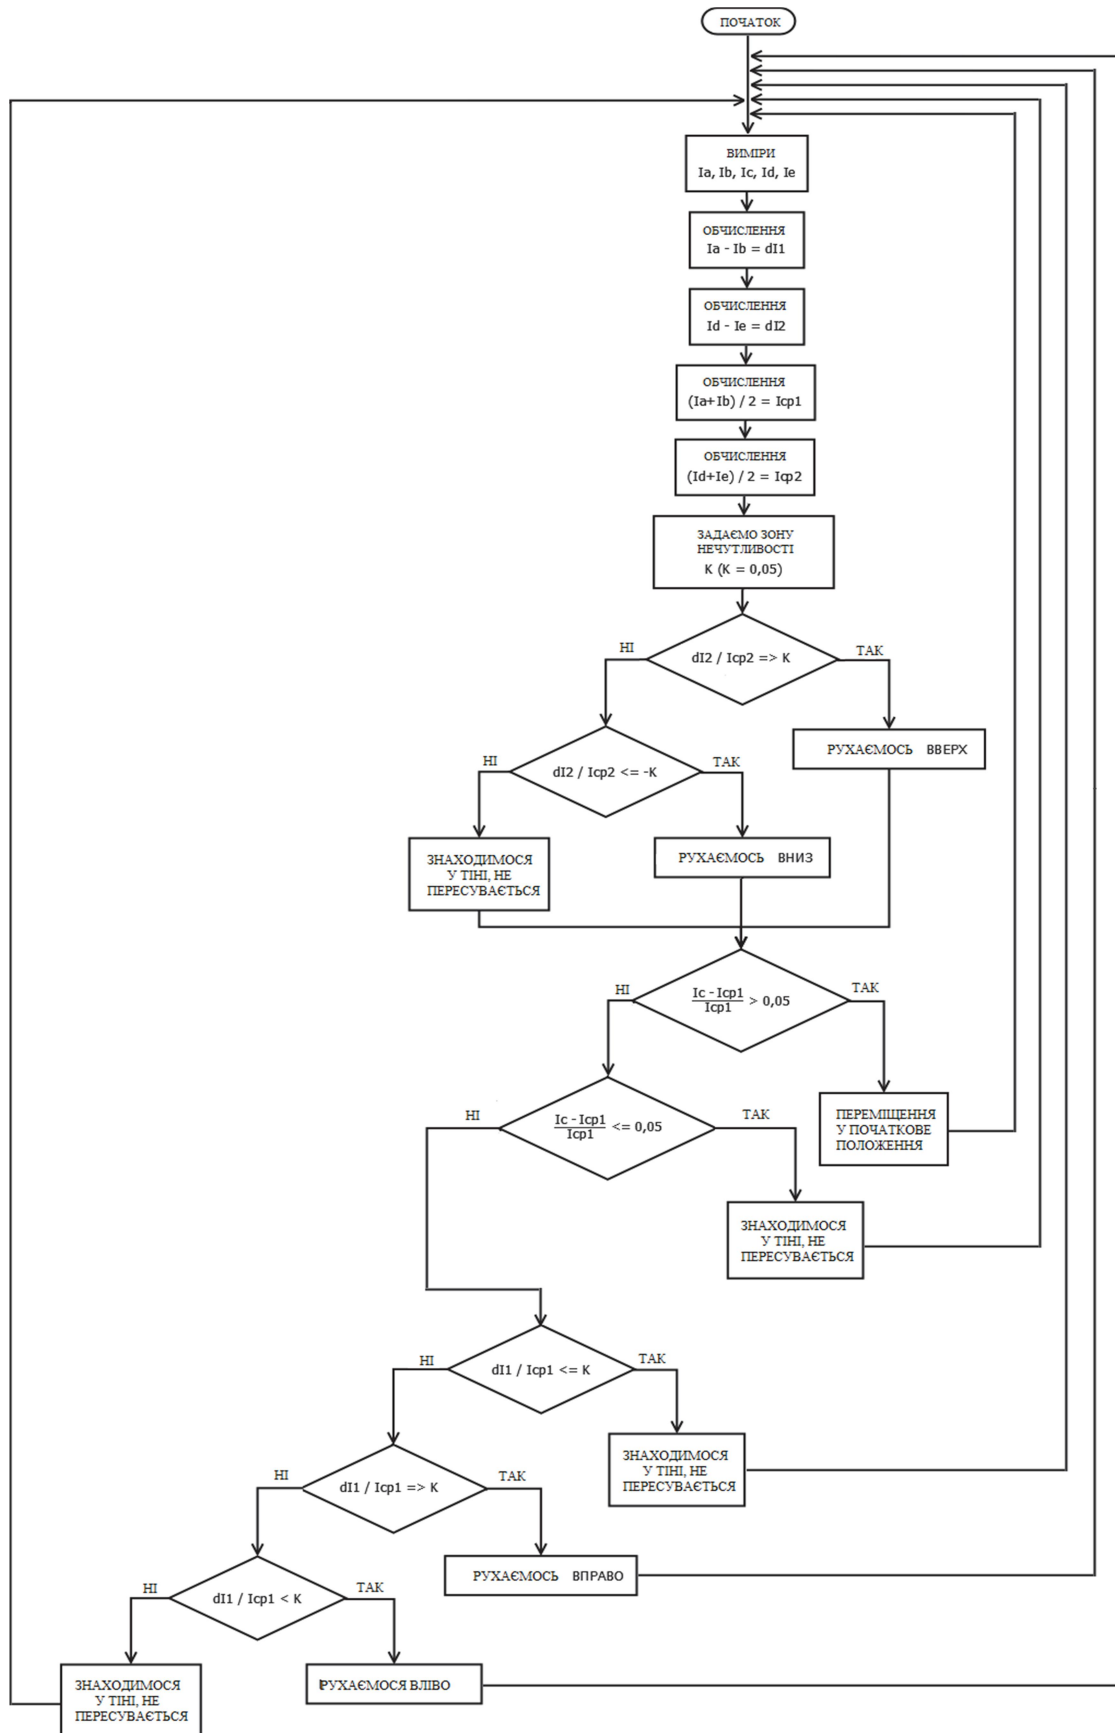 ПОЧАТОК
ВИМІРИ
Ia, Ib, Ic, Id, Ie
ОБЧИСЛЕННЯ
Ia - Ib = dI1
ОБЧИСЛЕННЯ
Id - Ie = dI2
ОБЧИСЛЕННЯ
(Ia+Ib) / 2 = Icp1
ОБЧИСЛЕННЯ
(Id+Ie) / 2 = Icp2
ЗАДАЄМО ЗОНУ
НЕЧУТЛИВОСТІ
K (K = 0,05)
НІ
dI2 / Icp2 => K
ТАК
РУХАЄМОСЬ ВВЕРХ
НІ
dI2 / Icp2 <= -K
ТАК
ЗНАХОДИМОСЯ
У ТІНІ, НЕ
ПЕРЕСУВАЄТЬСЯ
РУХАЄМОСЬ ВНИЗ
НІ
Ic - Icp1
Icp1
> 0,05
ТАК
ПЕРЕМІЩЕННЯ
У ПОЧАТКОВЕ
ПОЛОЖЕННЯ
НІ
Ic - Icp1
Icp1
<= 0,05
ТАК
ЗНАХОДИМОСЯ
У ТІНІ, НЕ
ПЕРЕСУВАЄТЬСЯ
НІ
dI1 / Icp1 <= K
ТАК
ЗНАХОДИМОСЯ
У ТІНІ, НЕ
ПЕРЕСУВАЄТЬСЯ
НІ
dI1 / Icp1 => K
ТАК
РУХАЄМОСЬ ВПРАВО
НІ
dI1 / Icp1 < K
ТАК
ЗНАХОДИМОСЯ
У ТІНІ, НЕ
ПЕРЕСУВАЄТЬСЯ
РУХАЄМОСЯ ВЛІВО